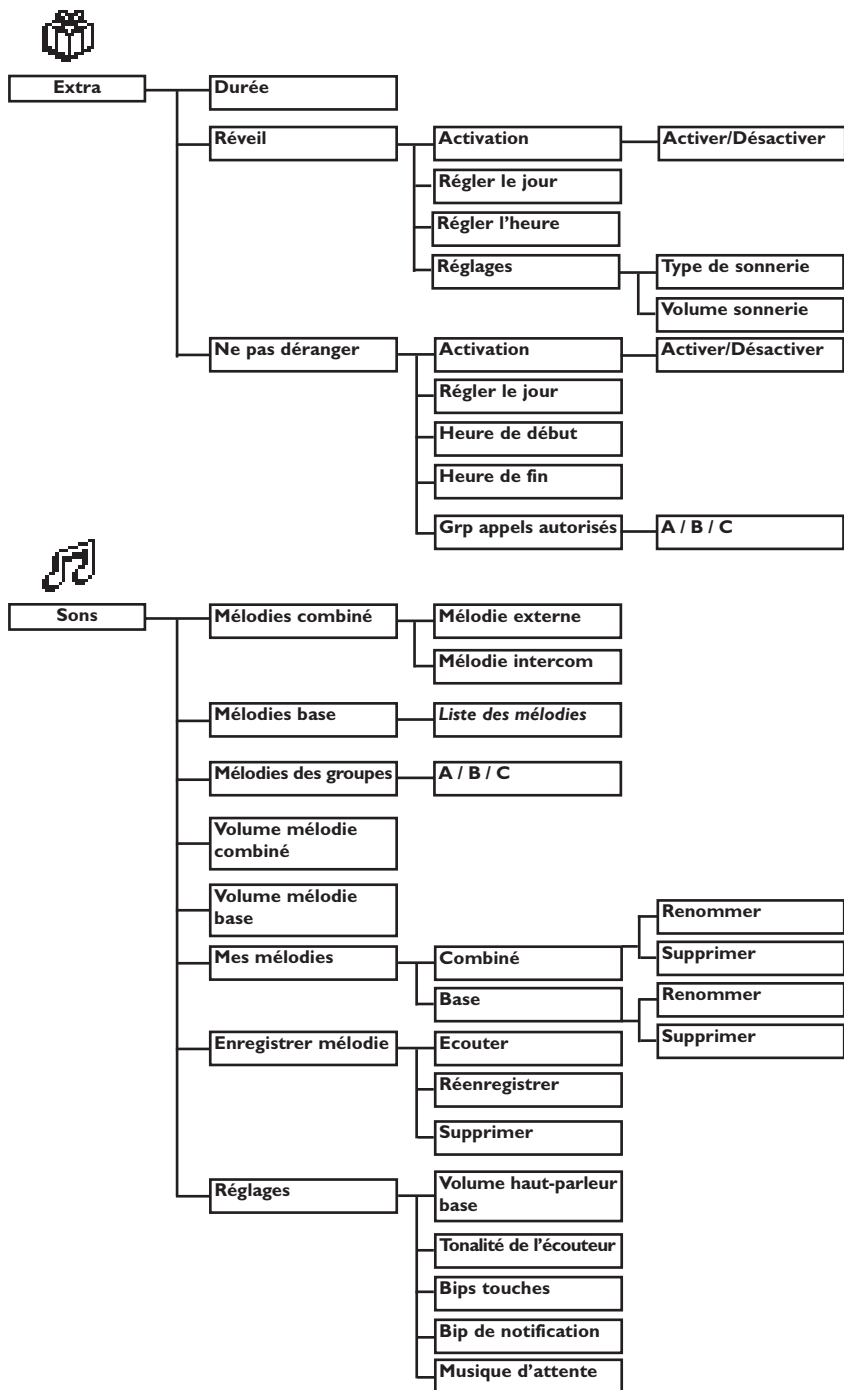 Extra
Durée
Réveil
Activation
Activer/Désactiver
Régler le jour
Régler l'heure
Réglages
Type de sonnerie
Volume sonnerie
Ne pas déranger
Activation
Activer/Désactiver
Régler le jour
Heure de début
Heure de fin
Grp appels autorisés
A / B / C
Sons
Mélodies combiné
Mélodie externe
Mélodie intercom
Mélodies base
Liste des mélodies
Mélodies des groupes
A / B / C
Volume mélodie
combiné
Volume mélodie
base
Mes mélodies
Combiné
Renommer
Supprimer
Base
Renommer
Supprimer
Enregistrer mélodie
Ecouter
Réenregistrer
Supprimer
Réglages
Volume haut-parleur
base
Tonalité de l'écouteur
Bips touches
Bip de notification
Musique d'attente